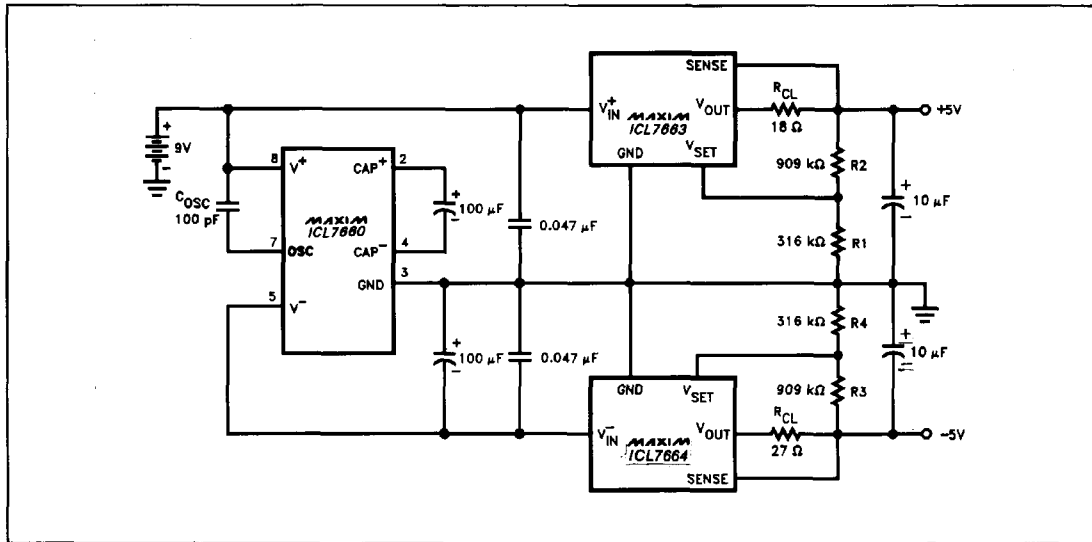 SENSE
V+IN
MAXIM
ICL7663
VOUT
RCL
18 Ω
+5V
GND
VSET
909 kΩ
R2
+
10 µF
−
316 kΩ
R1
+
9V
−
COSC
100 pF
8
V+
CAP+
2
+
100 µF
−
MAXIM
ICL7660
7
OSC
CAP−
4
GND
3
5
V−
0.047 µF
+
100 µF
−
0.047 µF
316 kΩ
R4
+
10 µF
−
GND
VSET
909 kΩ
R3
V−IN
MAXIM
ICL7664
VOUT
RCL
27 Ω
−5V
SENSE